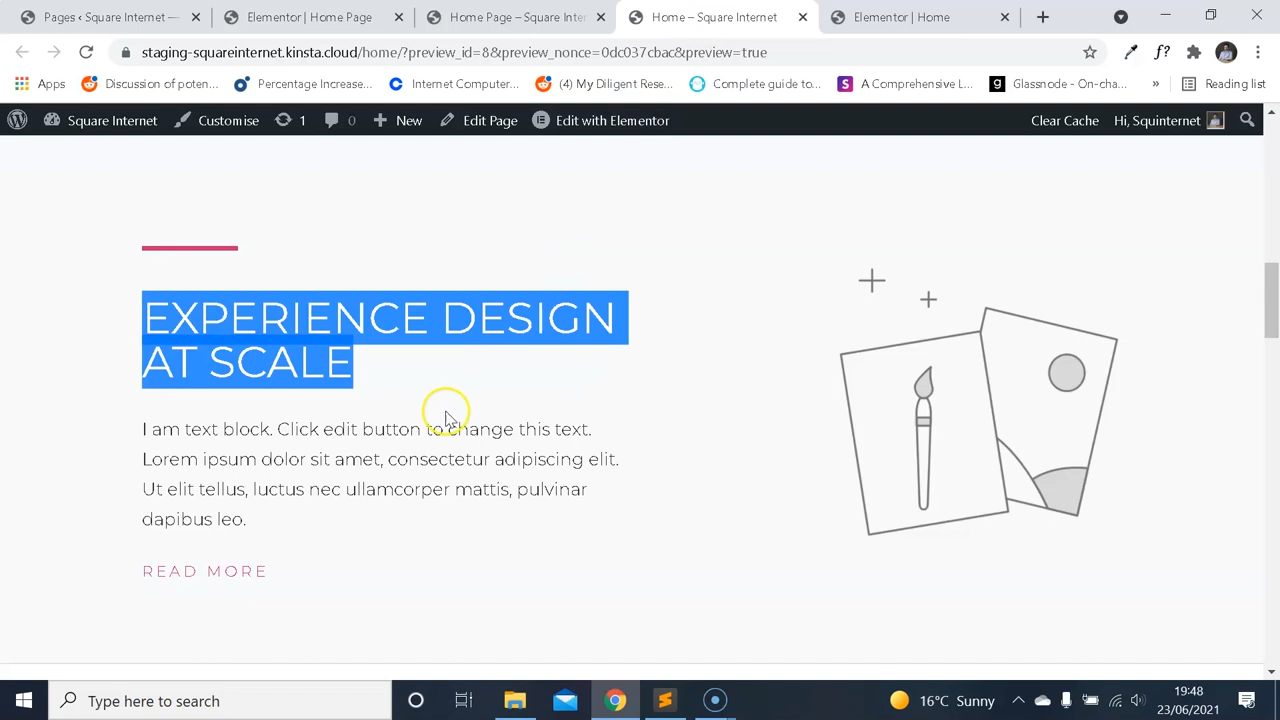 Pages ‹ Square Internet —
Elementor | Home Page
Home Page – Square Inte
Home – Square Internet
Elementor | Home
staging-squareinternet.kinsta.cloud/home/?preview_id=8&preview_nonce=0dc037cbac&preview=true
f?
Apps
Discussion of poten...
Percentage Increase...
Internet Computer...
(4) My Diligent Rese...
Complete guide to...
A Comprehensive L...
Glassnode - On-cha...
»
Reading list
Square Internet
Customise
1
0
New
Edit Page
Edit with Elementor
Clear Cache
Hi, Squinternet
EXPERIENCE DESIGN
AT SCALE
I am text block. Click edit button to change this text.
Lorem ipsum dolor sit amet, consectetur adipiscing elit.
Ut elit tellus, luctus nec ullamcorper mattis, pulvinar
dapibus leo.
READ MORE
Type here to search
16°C Sunny
19:48
23/06/2021